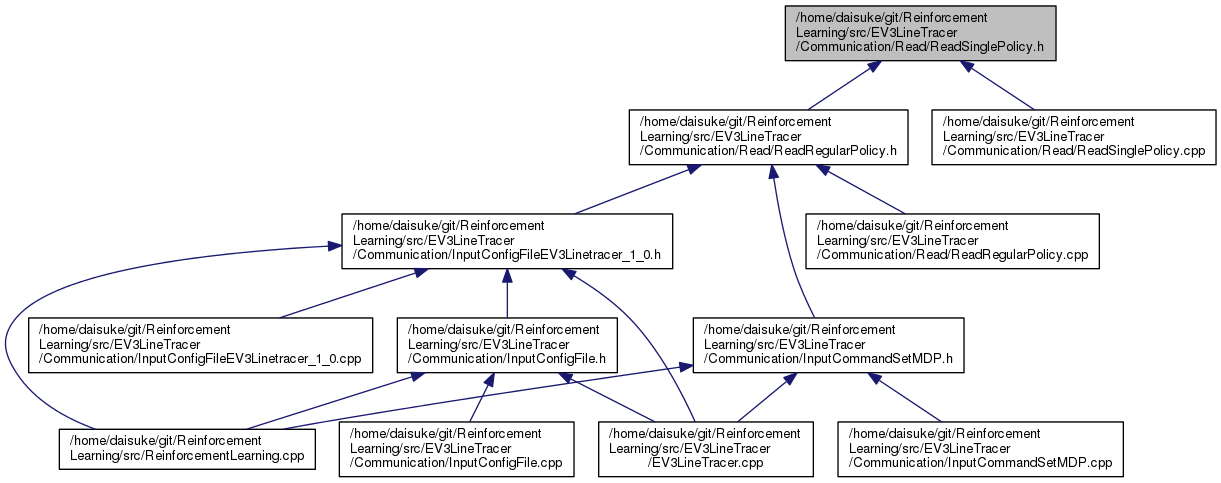 /home/daisuke/git/Reinforcement
Learning/src/EV3LineTracer
/Communication/Read/ReadSinglePolicy.h
/home/daisuke/git/Reinforcement
Learning/src/EV3LineTracer
/Communication/Read/ReadRegularPolicy.h
/home/daisuke/git/Reinforcement
Learning/src/EV3LineTracer
/Communication/Read/ReadSinglePolicy.cpp
/home/daisuke/git/Reinforcement
Learning/src/EV3LineTracer
/Communication/InputConfigFileEV3Linetracer_1_0.h
/home/daisuke/git/Reinforcement
Learning/src/EV3LineTracer
/Communication/Read/ReadRegularPolicy.cpp
/home/daisuke/git/Reinforcement
Learning/src/EV3LineTracer
/Communication/InputConfigFileEV3Linetracer_1_0.cpp
/home/daisuke/git/Reinforcement
Learning/src/EV3LineTracer
/Communication/InputConfigFile.h
/home/daisuke/git/Reinforcement
Learning/src/EV3LineTracer
/Communication/InputCommandSetMDP.h
/home/daisuke/git/Reinforcement
Learning/src/ReinforcementLearning.cpp
/home/daisuke/git/Reinforcement
Learning/src/EV3LineTracer
/Communication/InputConfigFile.cpp
/home/daisuke/git/Reinforcement
Learning/src/EV3LineTracer
/EV3LineTracer.cpp
/home/daisuke/git/Reinforcement
Learning/src/EV3LineTracer
/Communication/InputCommandSetMDP.cpp